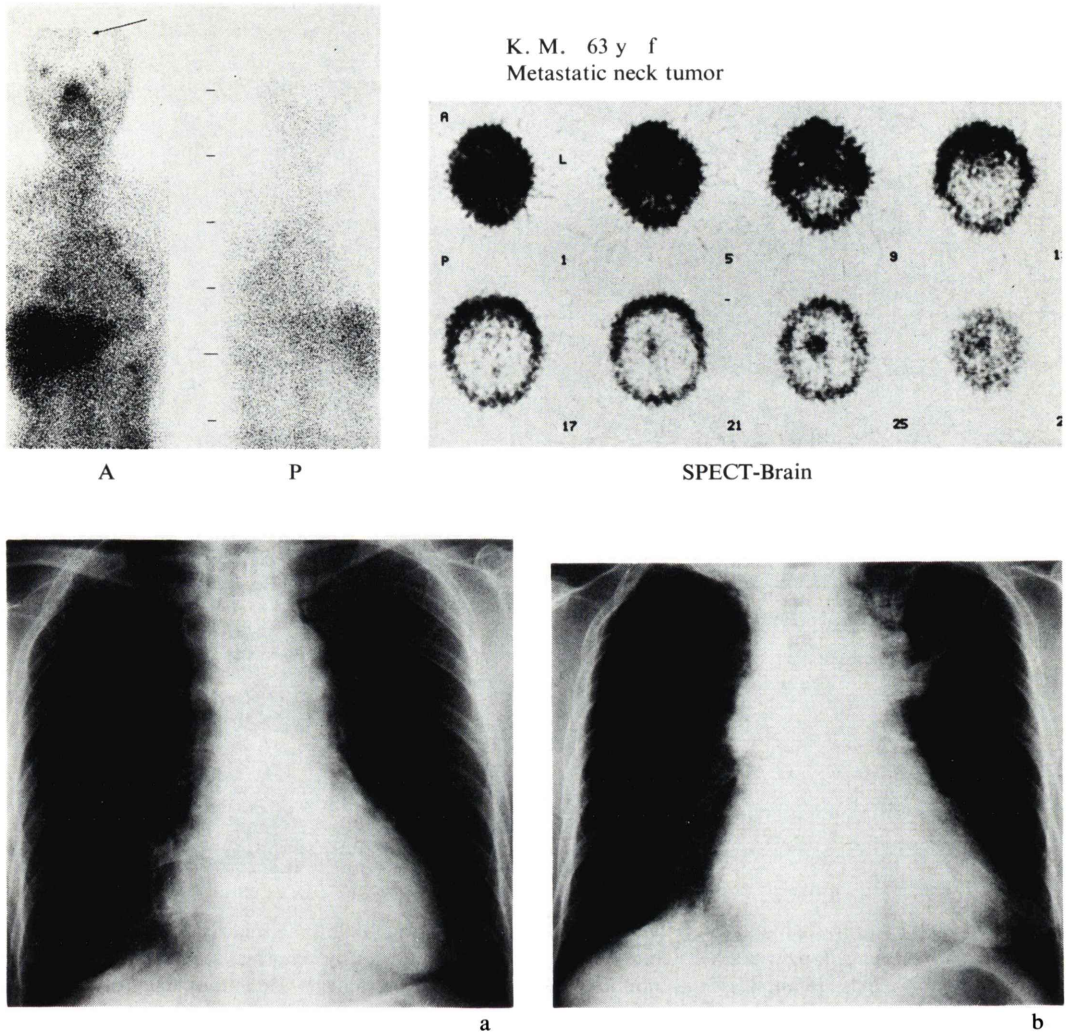 K. M. 63 y f
Metastatic neck tumor
A
L
P
1
5
9
17
21
25
A
P
SPECT-Brain
a
b